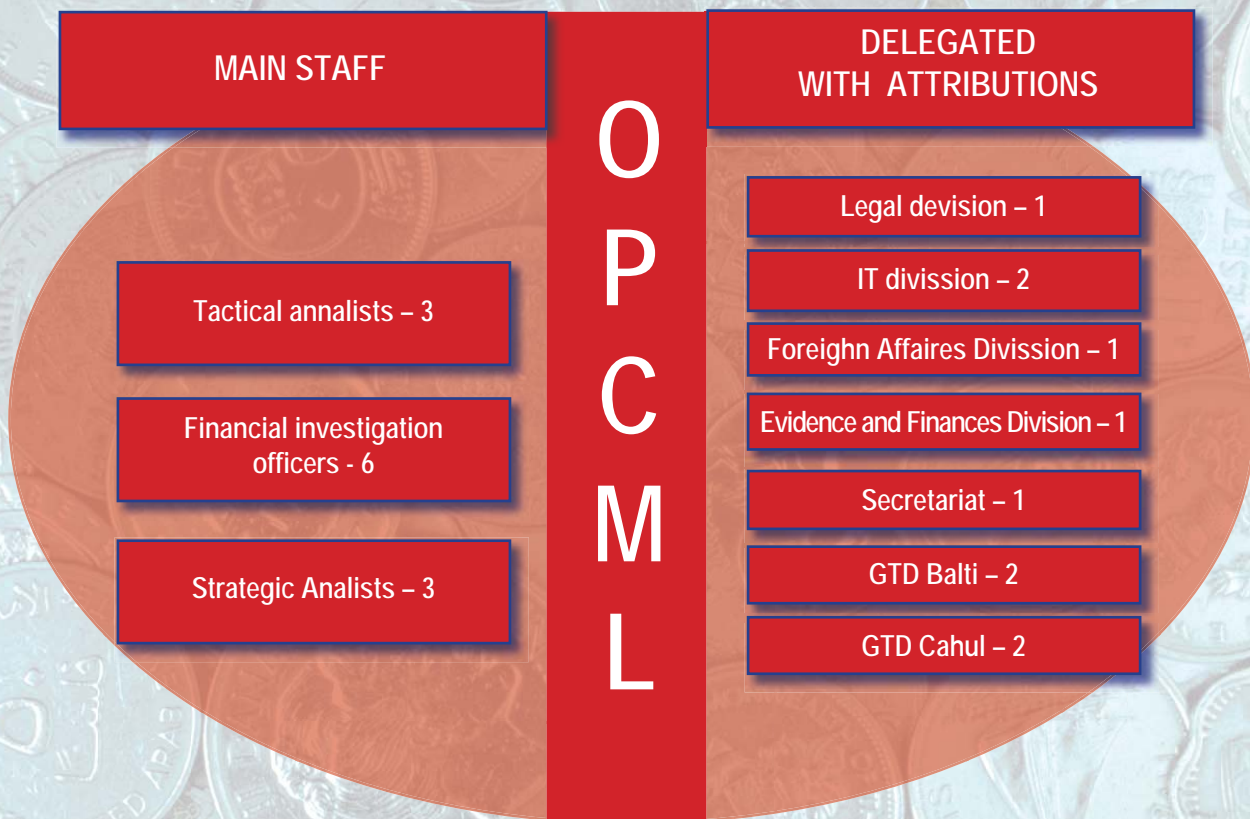 MAIN STAFF
Tactical annalists – 3
Financial investigation
officers - 6
Strategic Analists – 3
O
P
C
M
L
DELEGATED
WITH ATTRIBUTIONS
Legal devision – 1
IT divission – 2
Foreighn Affaires Divission – 1
Evidence and Finances Division – 1
Secretariat – 1
GTD Balti – 2
GTD Cahul – 2